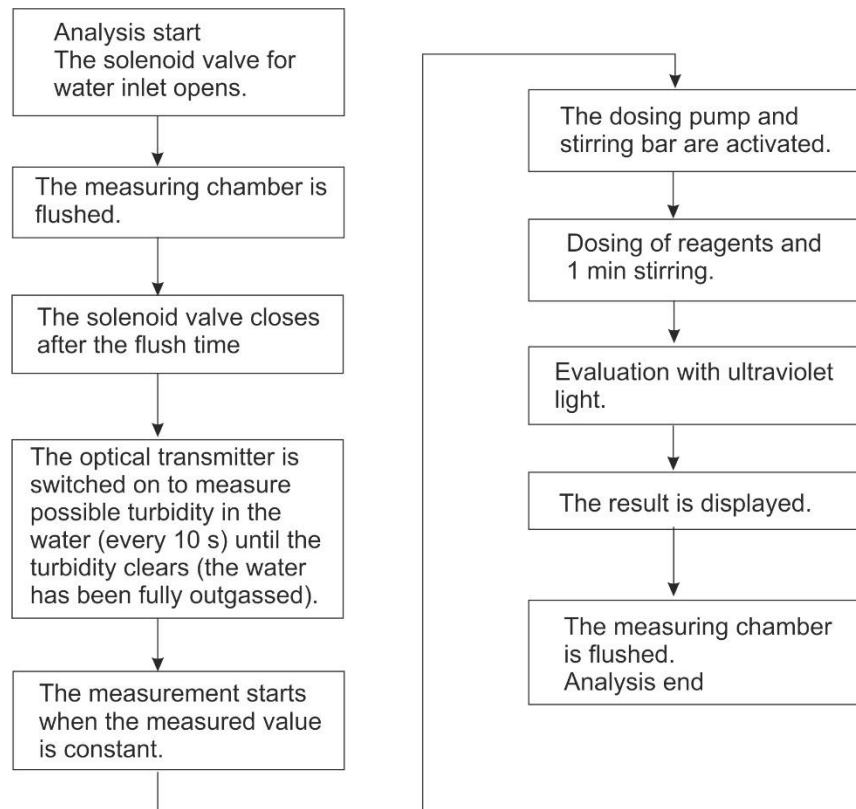 Analysis start
The solenoid valve for
water inlet opens.
The measuring chamber is
flushed.
The solenoid valve closes
after the flush time
The optical transmitter is
switched on to measure
possible turbidity in the
water (every 10 s) until the
turbidity clears (the water
has been fully outgassed).
The measurement starts
when the measured value
is constant.
The dosing pump and
stirring bar are activated.
Dosing of reagents and
1 min stirring.
Evaluation with ultraviolet
light.
The result is displayed.
The measuring chamber
is flushed.
Analysis end